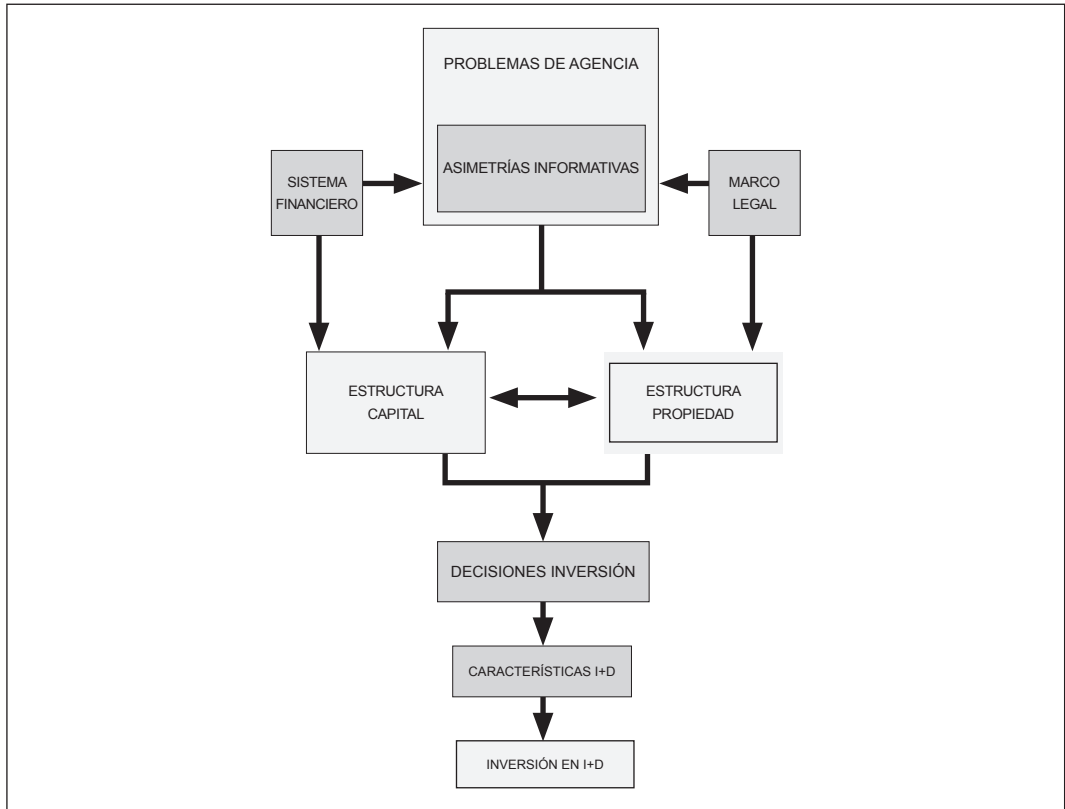 PROBLEMAS DE AGENCIA
ASIMETRÍAS INFORMATIVAS
SISTEMA
FINANCIERO
MARCO
LEGAL
ESTRUCTURA
CAPITAL
ESTRUCTURA
PROPIEDAD
DECISIONES INVERSIÓN
CARACTERÍSTICAS I+D
INVERSIÓN EN I+D